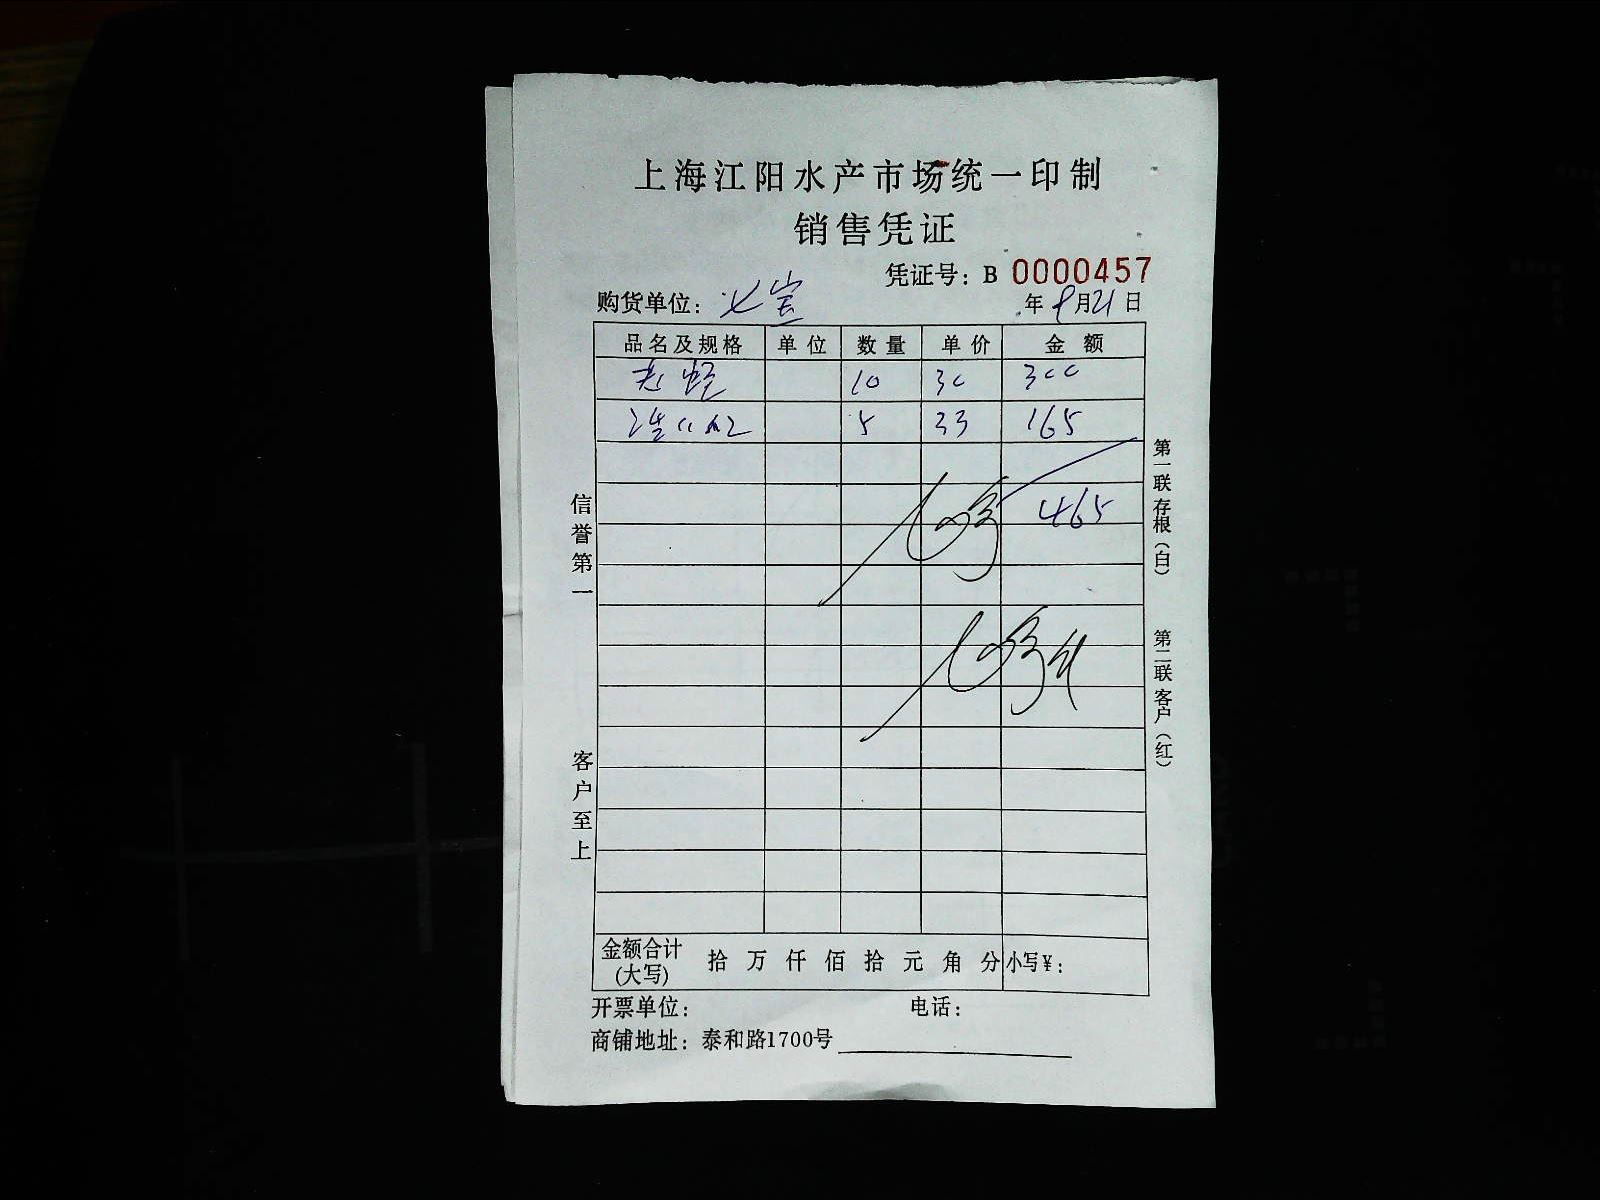 上海江阳水产市场统一印制
销售凭证
凭证号：B 0000457
购货单位：七宝
年 9月21日
品名及规格 单位 数量 单价 金额
10 30 300
5 33 165
465
信誉第一
客户至上
第一联存根（白）
第二联客户（红）
金额合计(大写) 拾 万 仟 佰 拾 元 角 分 小写¥：
开票单位： 电话：
商铺地址：泰和路1700号